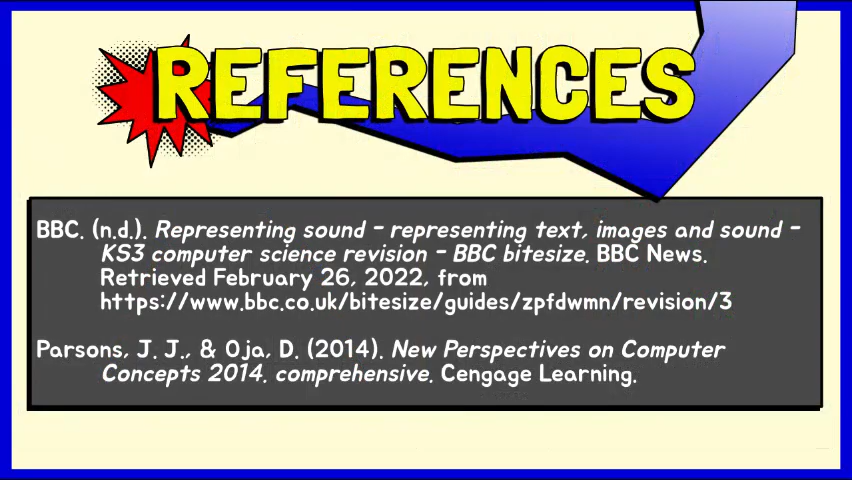 REFERENCES
BBC. (n.d.). Representing sound - representing text, images and sound -
KS3 computer science revision - BBC bitesize. BBC News.
Retrieved February 26, 2022, from
https://www.bbc.co.uk/bitesize/guides/zpfdwmn/revision/3
Parsons, J. J., & Oja, D. (2014). New Perspectives on Computer
Concepts 2014. comprehensive. Cengage Learning.